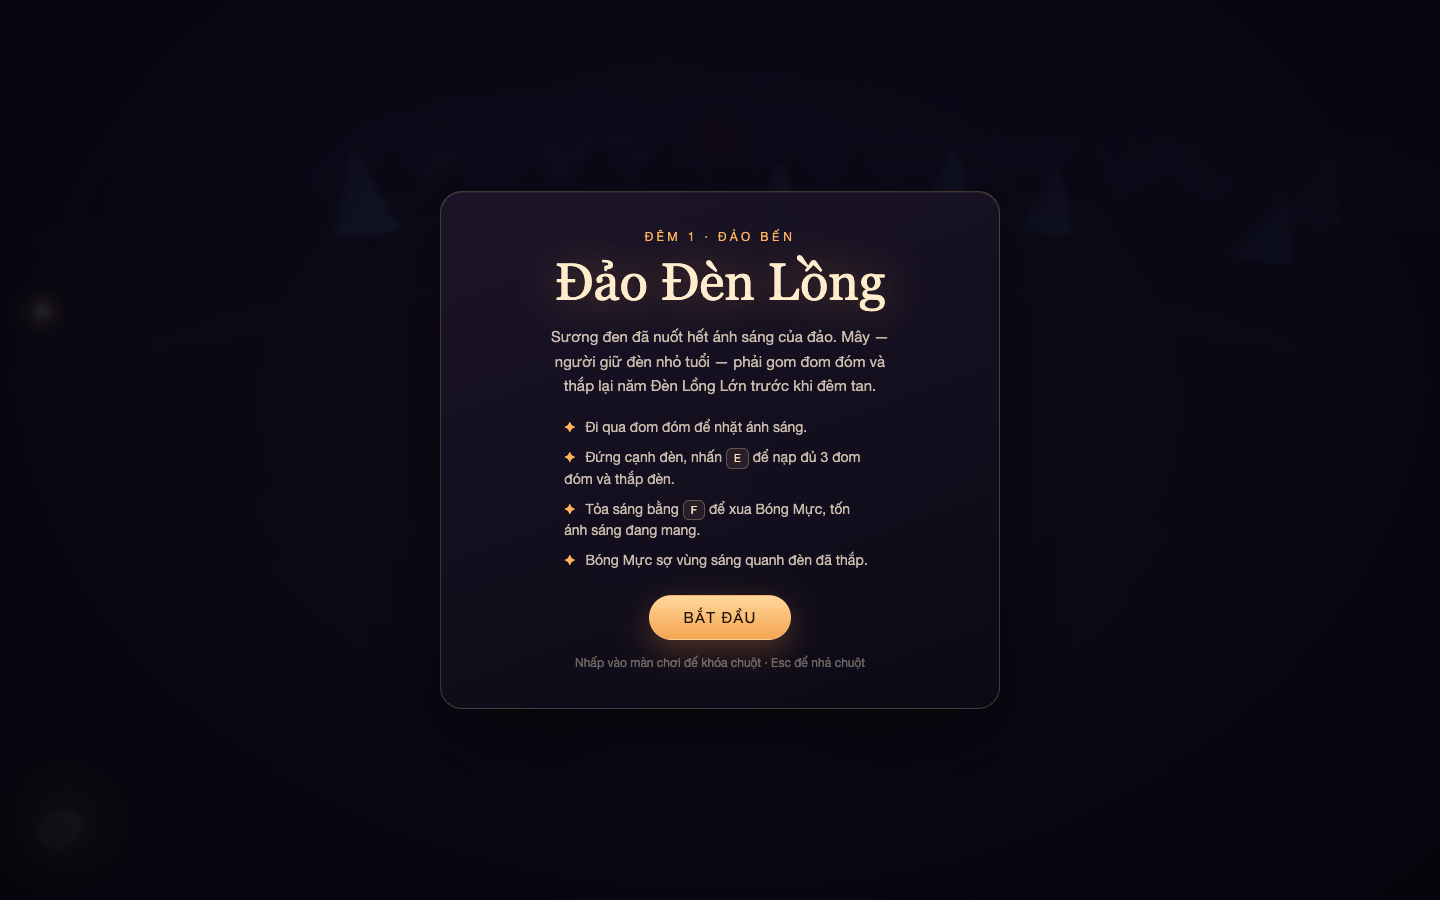 ĐÊM 1 · ĐẢO BẾN
Đảo Đèn Lồng
Sương đen đã nuốt hết ánh sáng của đảo. Mây —
người giữ đèn nhỏ tuổi — phải gom đom đóm và
thắp lại năm Đèn Lồng Lớn trước khi đêm tan.
✦ Đi qua đom đóm để nhặt ánh sáng.
✦ Đứng cạnh đèn, nhấn E để nạp đủ 3 đom
đóm và thắp đèn.
✦ Tỏa sáng bằng F để xua Bóng Mực, tốn
ánh sáng đang mang.
✦ Bóng Mực sợ vùng sáng quanh đèn đã thắp.
BẮT ĐẦU
Nhấp vào màn chơi để khóa chuột · Esc để nhả chuột